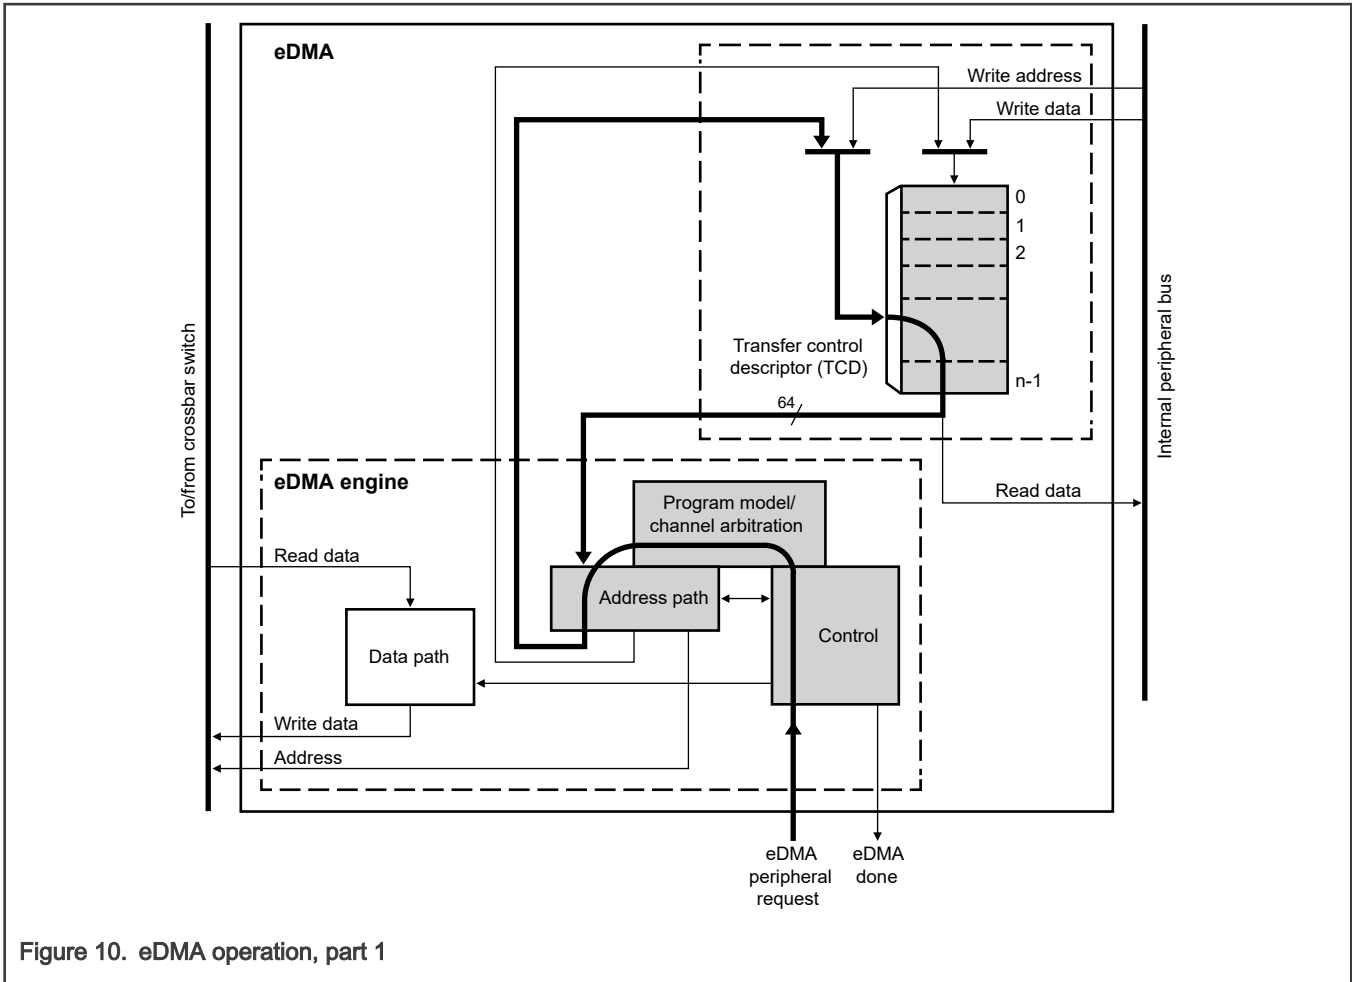 eDMA
Write address
Write data
0
1
2
n-1
Transfer control
descriptor (TCD)
64
To/from crossbar switch
Internal peripheral bus
eDMA engine
Program model/
channel arbitration
Read data
Read data
Address path
Control
Data path
Write data
Address
eDMA
peripheral
request
eDMA
done
Figure 10. eDMA operation, part 1